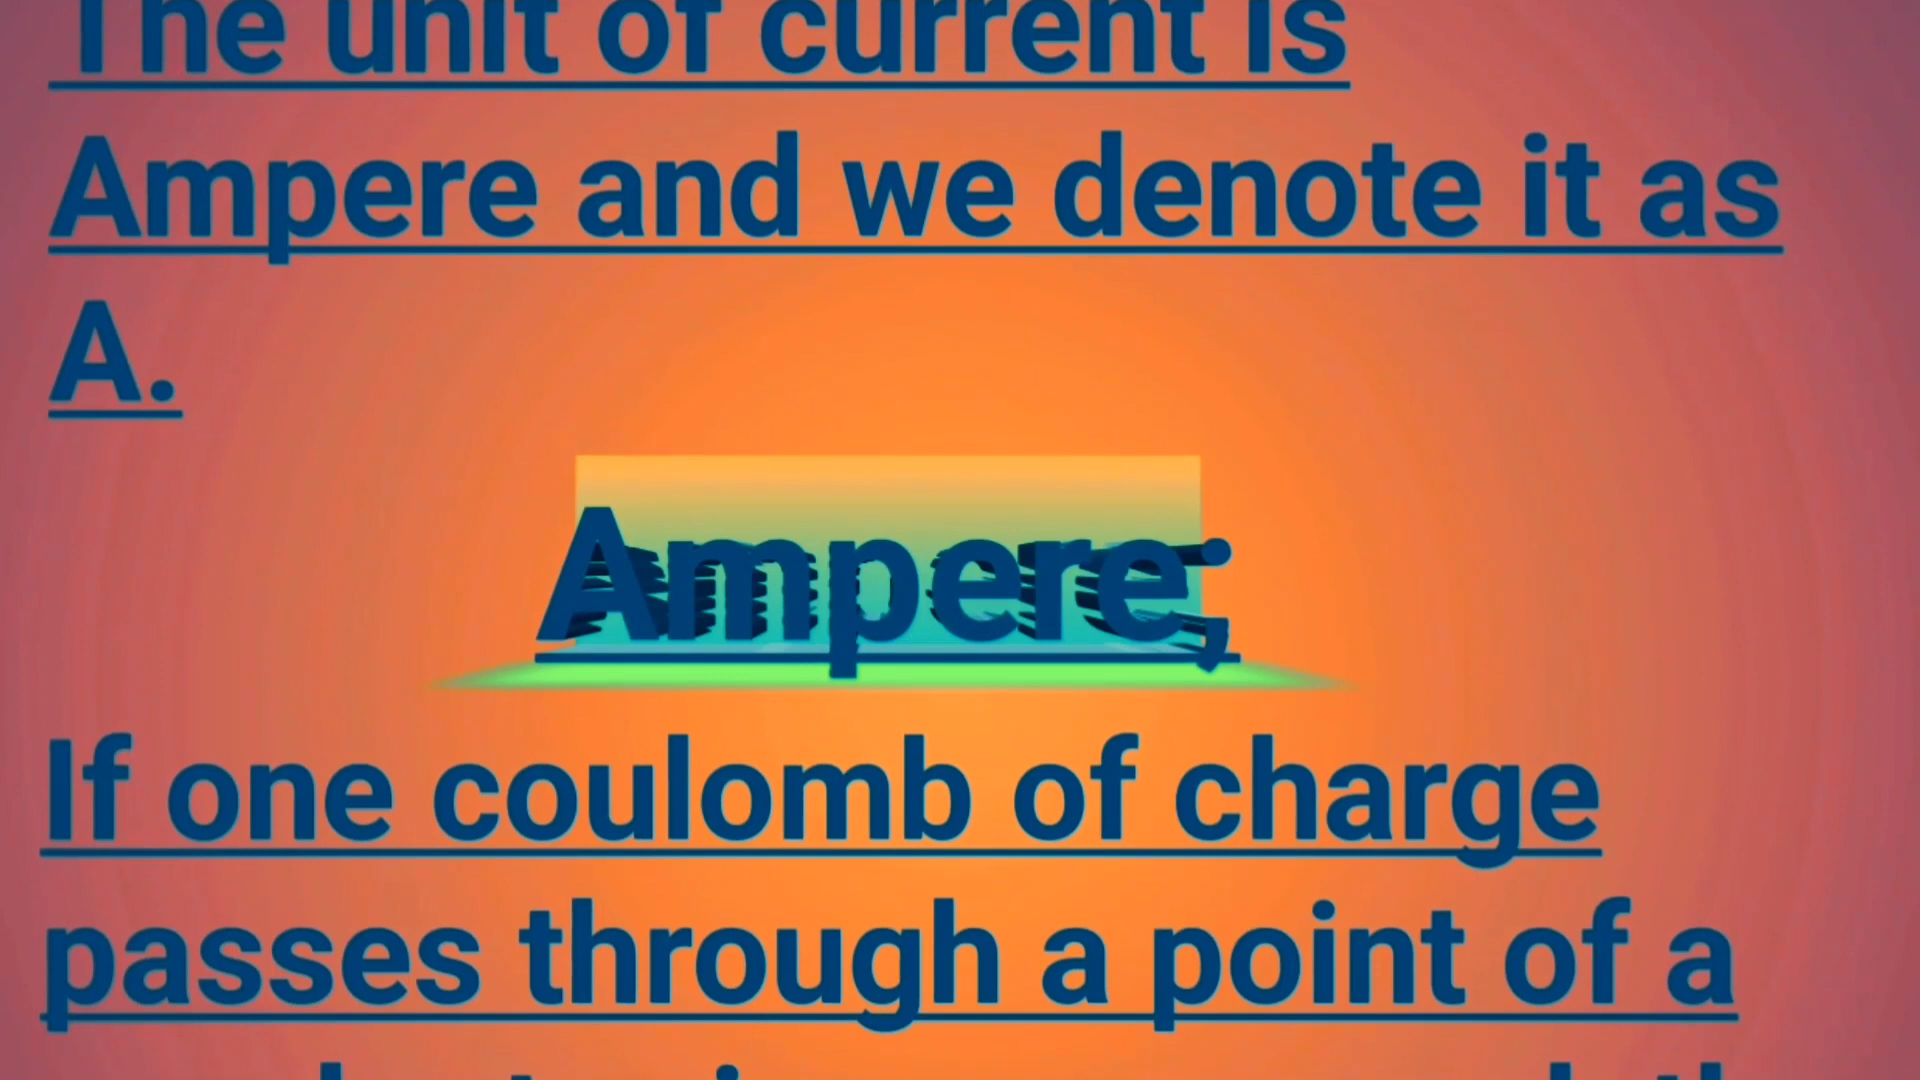 The unit of current is
Ampere and we denote it as
A.
Ampere;
If one coulomb of charge
passes through a point of a